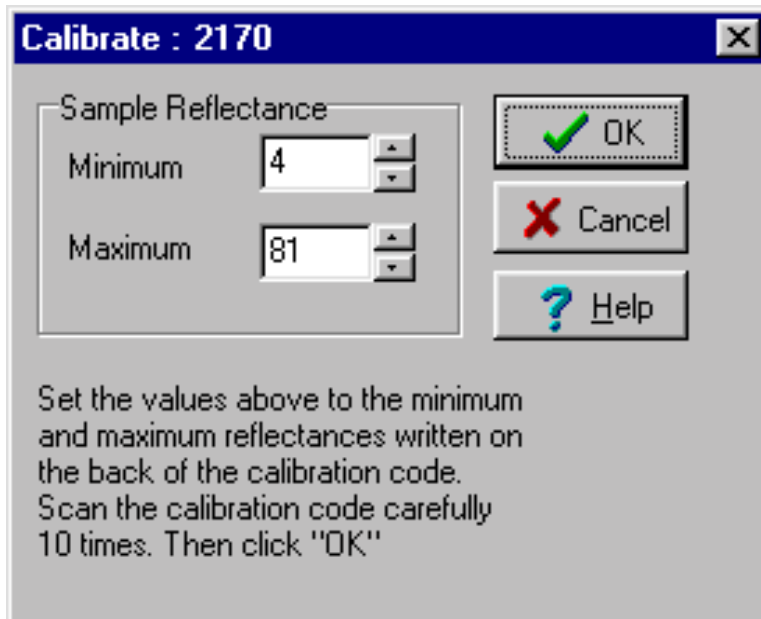 Calibrate : 2170
Sample Reflectance
Minimum
4
Maximum
81
OK
Cancel
Help
Set the values above to the minimum
and maximum reflectances written on
the back of the calibration code.
Scan the calibration code carefully
10 times. Then click "OK"